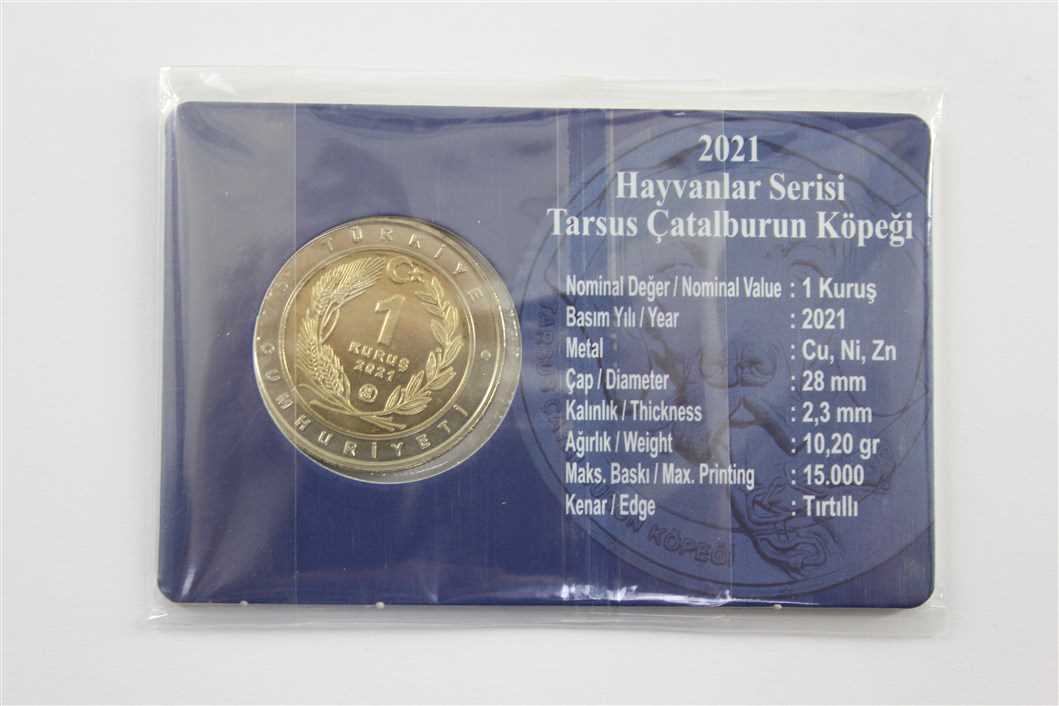 TÜRKİYE
CUMHURİYETİ
1
KURUŞ
2021
2021
Hayvanlar Serisi
Tarsus Çatalburun Köpeği
Nominal Değer / Nominal Value : 1 Kuruş
Basım Yılı / Year : 2021
Metal : Cu, Ni, Zn
Çap / Diameter : 28 mm
Kalınlık / Thickness : 2,3 mm
Ağırlık / Weight : 10,20 gr
Maks. Baskı / Max. Printing : 15.000
Kenar / Edge : Tırtıllı